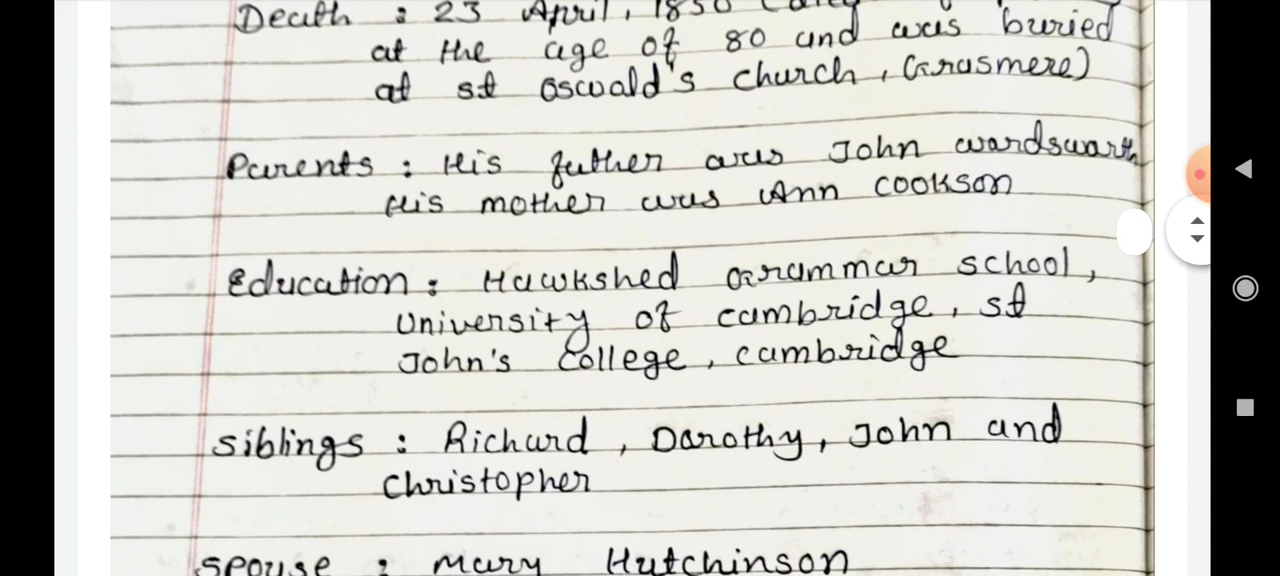 Death : 23 April, 1850
at the age of 80 and was buried
at st oswald's church, (Grasmere)
Parents : His father was John wardswarth
His mother was Ann cookson
Education : Hawkshed Grammar school,
University of cambridge, st
John's college, cambridge
siblings : Richard, Darothy, John and
christopher
spouse : Mary Hutchinson